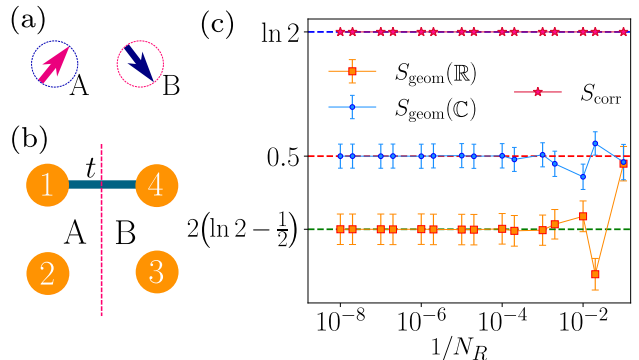 (a)
A
B
(b)
1
t
4
A
B
2
3
(c)
ln 2
0.5
2(ln 2 − 1/2)
S_geom(ℝ)
S_geom(ℂ)
S_corr
10⁻⁸
10⁻⁶
10⁻⁴
10⁻²
1/N_R